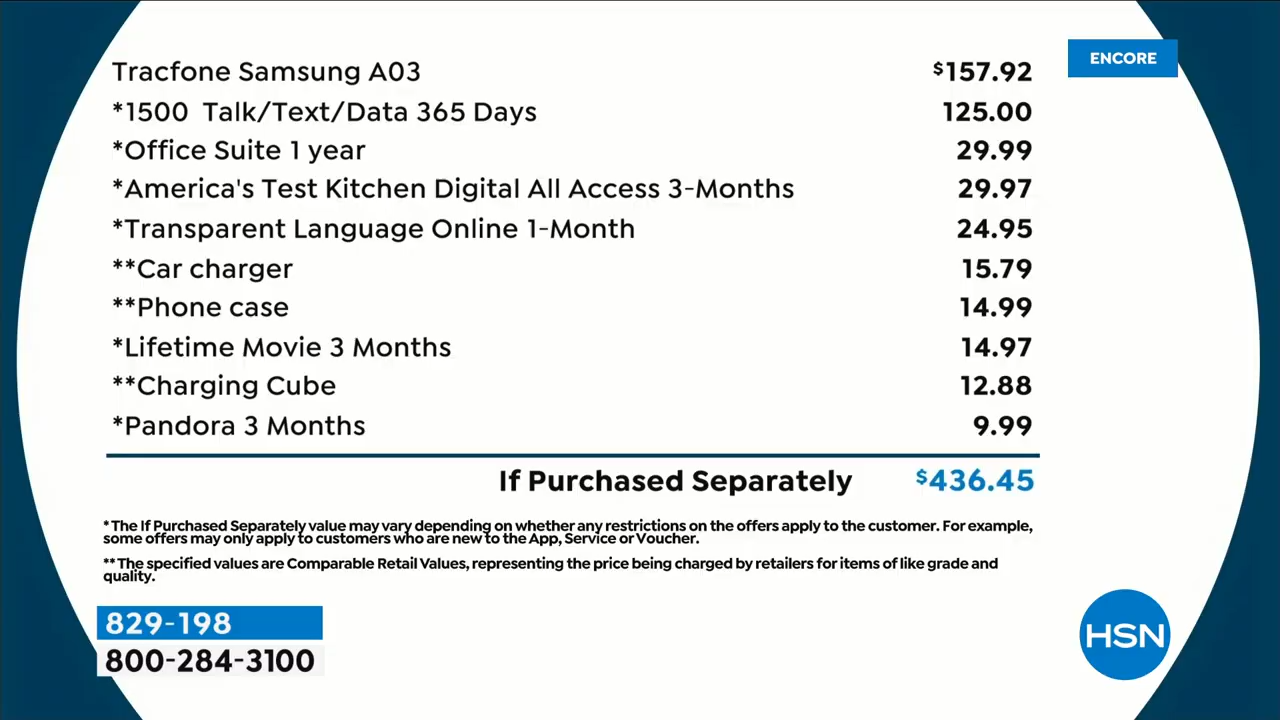 ENCORE
Tracfone Samsung A03 $157.92
*1500 Talk/Text/Data 365 Days 125.00
*Office Suite 1 year 29.99
*America's Test Kitchen Digital All Access 3-Months 29.97
*Transparent Language Online 1-Month 24.95
**Car charger 15.79
**Phone case 14.99
*Lifetime Movie 3 Months 14.97
**Charging Cube 12.88
*Pandora 3 Months 9.99
If Purchased Separately $436.45
* The If Purchased Separately value may vary depending on whether any restrictions on the offers apply to the customer. For example,
some offers may only apply to customers who are new to the App, Service or Voucher.
** The specified values are Comparable Retail Values, representing the price being charged by retailers for items of like grade and
quality.
829-198
800-284-3100
HSN